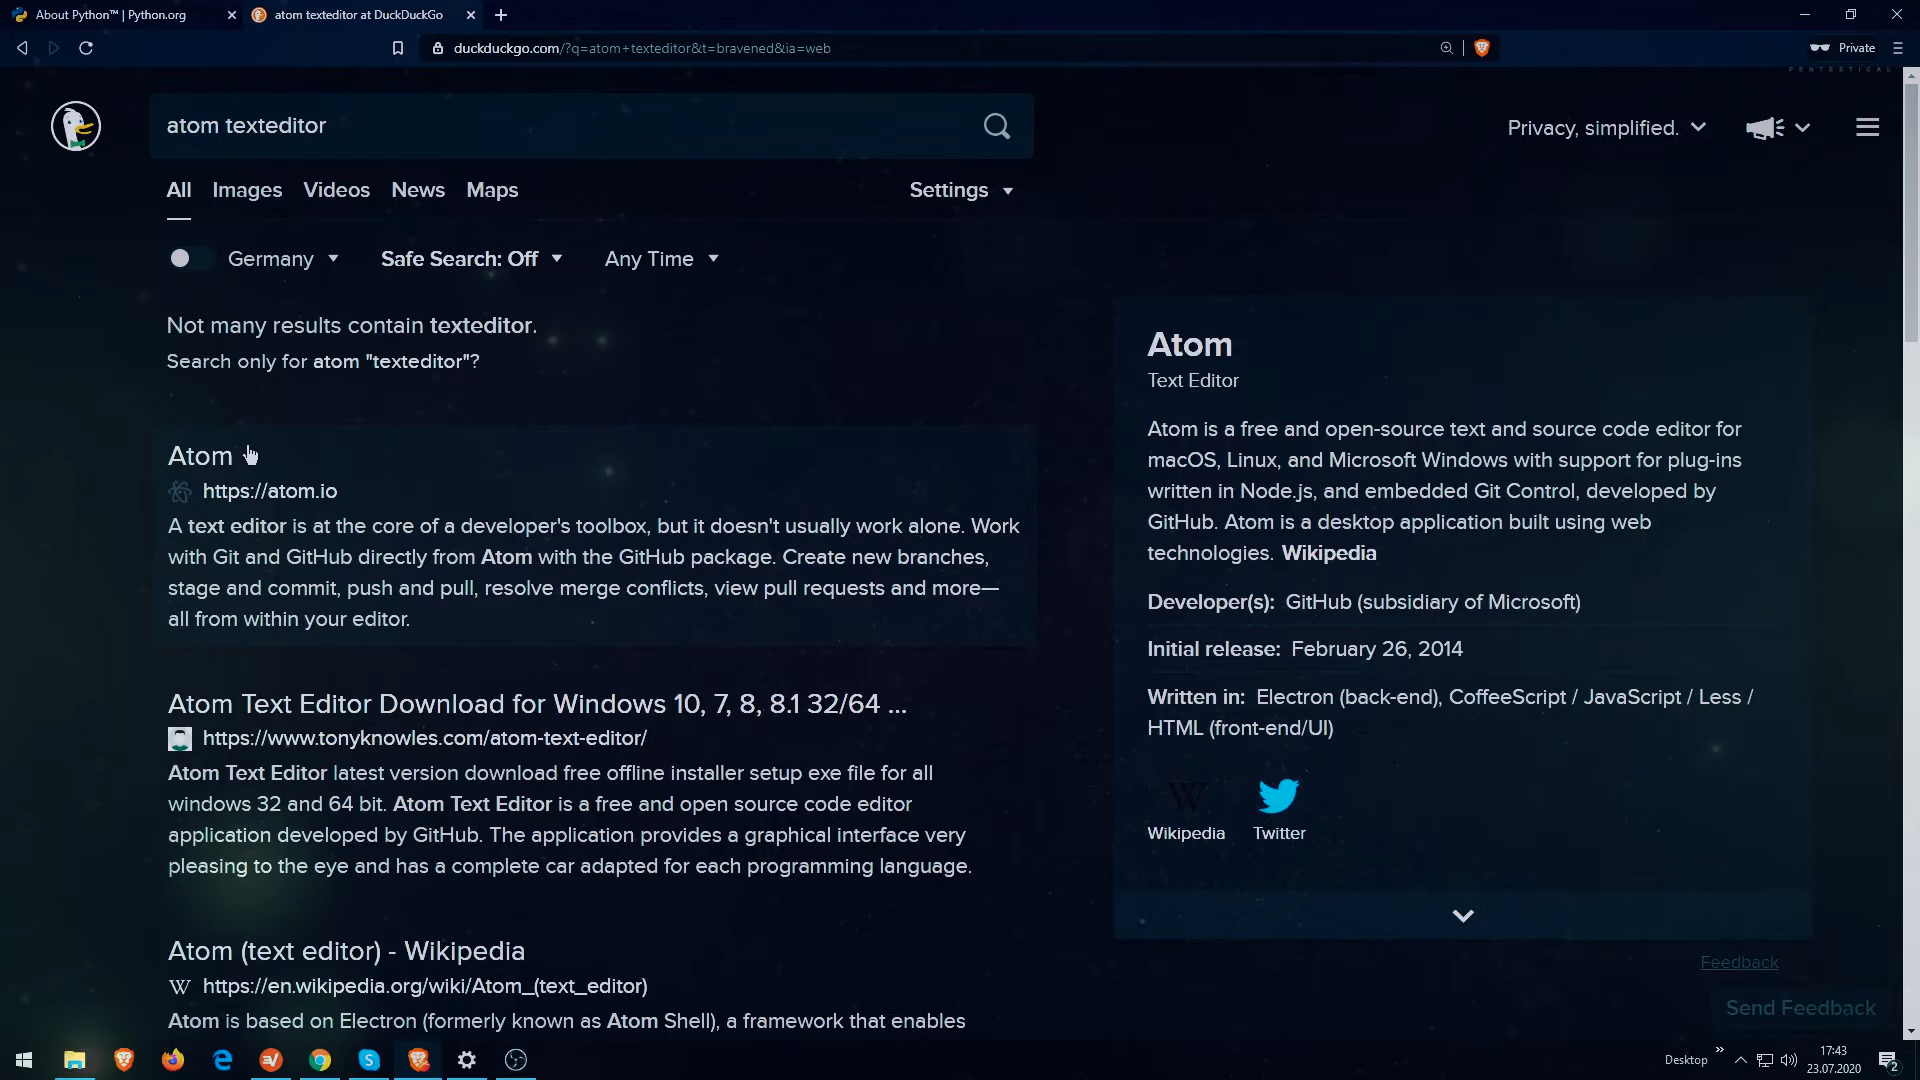 About Python™ | Python.org
atom texteditor at DuckDuckGo
duckduckgo.com/?q=atom+texteditor&t=bravened&ia=web
Private
PENTESTICAL
atom texteditor
Privacy, simplified.
All Images Videos News Maps
Settings
Germany
Safe Search: Off
Any Time
Not many results contain texteditor.
Search only for atom "texteditor"?
Atom
https://atom.io
A text editor is at the core of a developer's toolbox, but it doesn't usually work alone. Work
with Git and GitHub directly from Atom with the GitHub package. Create new branches,
stage and commit, push and pull, resolve merge conflicts, view pull requests and more—
all from within your editor.
Atom Text Editor Download for Windows 10, 7, 8, 8.1 32/64 ...
https://www.tonyknowles.com/atom-text-editor/
Atom Text Editor latest version download free offline installer setup exe file for all
windows 32 and 64 bit. Atom Text Editor is a free and open source code editor
application developed by GitHub. The application provides a graphical interface very
pleasing to the eye and has a complete car adapted for each programming language.
Atom (text editor) - Wikipedia
W https://en.wikipedia.org/wiki/Atom_(text_editor)
Atom is based on Electron (formerly known as Atom Shell), a framework that enables
Atom
Text Editor
Atom is a free and open-source text and source code editor for
macOS, Linux, and Microsoft Windows with support for plug-ins
written in Node.js, and embedded Git Control, developed by
GitHub. Atom is a desktop application built using web
technologies. Wikipedia
Developer(s): GitHub (subsidiary of Microsoft)
Initial release: February 26, 2014
Written in: Electron (back-end), CoffeeScript / JavaScript / Less /
HTML (front-end/UI)
W
Wikipedia
Twitter
Feedback
Send Feedback
Desktop
17:43
23.07.2020
2